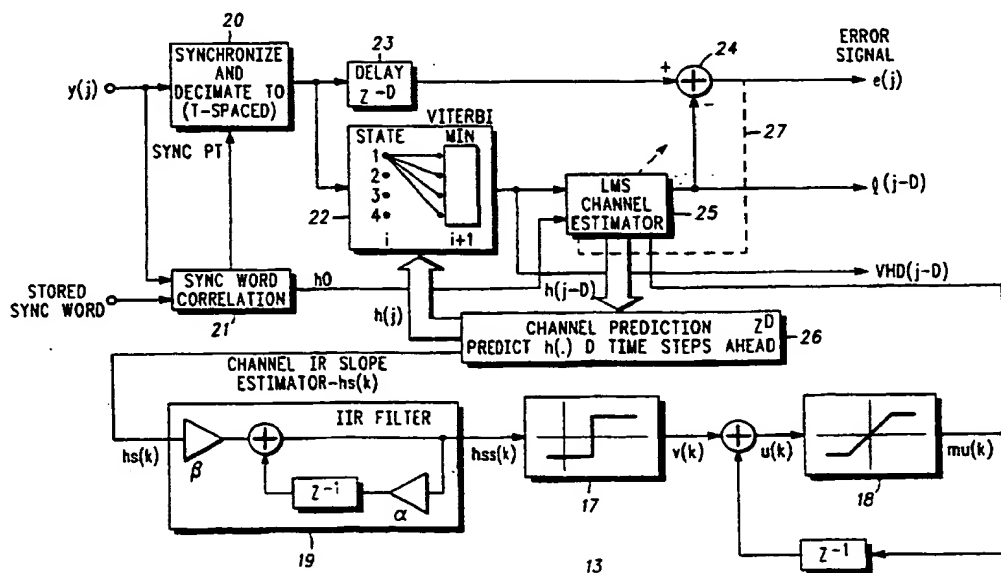 20
SYNCHRONIZE
AND
DECIMATE TO
(T-SPACED)
y(j)
SYNC PT
23
DELAY
Z-D
24
+
-
ERROR
SIGNAL
e(j)
27
VITERBI
STATE MIN
1
2
3
4
i i+1
22
LMS
CHANNEL
ESTIMATOR
25
(j-D)
VHD(j-D)
STORED
SYNC WORD
SYNC WORD
CORRELATION
21'
h0
h(j)
h(j-D)
CHANNEL PREDICTION ZD
PREDICT h(.) D TIME STEPS AHEAD
26
CHANNEL IR SLOPE
ESTIMATOR-hs(k)
IIR FILTER
hs(k)
β
Z-i
α
19
hss(k)
17
v(k)
u(k)
18
mu(k)
Z-1
13